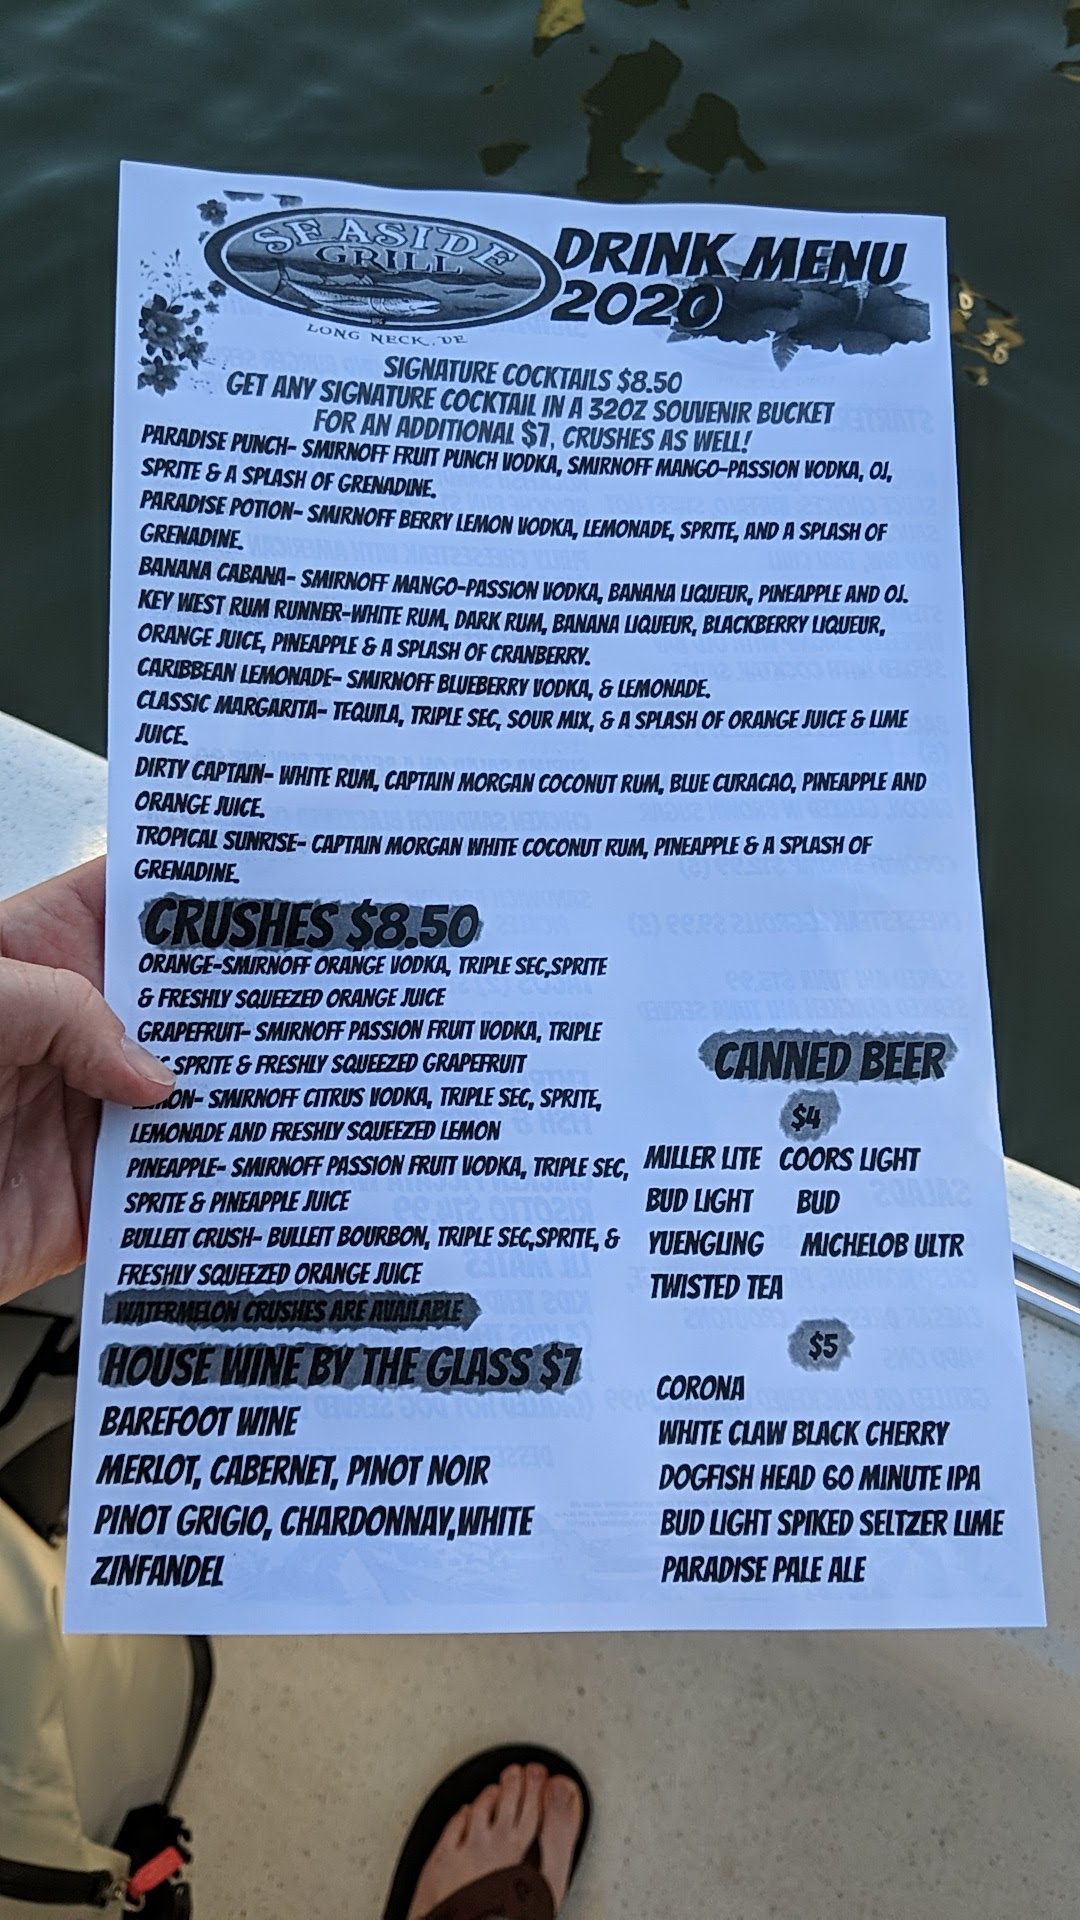 SEASIDE
GRILL
LONG NECK, DE
DRINK MENU
2020
SIGNATURE COCKTAILS $8.50
GET ANY SIGNATURE COCKTAIL IN A 32OZ SOUVENIR BUCKET
FOR AN ADDITIONAL $7, CRUSHES AS WELL!
PARADISE PUNCH- SMIRNOFF FRUIT PUNCH VODKA, SMIRNOFF MANGO-PASSION VODKA, OJ,
SPRITE & A SPLASH OF GRENADINE.
PARADISE POTION- SMIRNOFF BERRY LEMON VODKA, LEMONADE, SPRITE, AND A SPLASH OF
GRENADINE.
BANANA CABANA- SMIRNOFF MANGO-PASSION VODKA, BANANA LIQUEUR, PINEAPPLE AND OJ.
KEY WEST RUM RUNNER-WHITE RUM, DARK RUM, BANANA LIQUEUR, BLACKBERRY LIQUEUR,
ORANGE JUICE, PINEAPPLE & A SPLASH OF CRANBERRY.
CARIBBEAN LEMONADE- SMIRNOFF BLUEBERRY VODKA, & LEMONADE.
CLASSIC MARGARITA- TEQUILA, TRIPLE SEC, SOUR MIX, & A SPLASH OF ORANGE JUICE & LIME
JUICE.
DIRTY CAPTAIN- WHITE RUM, CAPTAIN MORGAN COCONUT RUM, BLUE CURACAO, PINEAPPLE AND
ORANGE JUICE.
TROPICAL SUNRISE- CAPTAIN MORGAN WHITE COCONUT RUM, PINEAPPLE & A SPLASH OF
GRENADINE.
CRUSHES $8.50
ORANGE-SMIRNOFF ORANGE VODKA, TRIPLE SEC,SPRITE
& FRESHLY SQUEEZED ORANGE JUICE
GRAPEFRUIT- SMIRNOFF PASSION FRUIT VODKA, TRIPLE
SPRITE & FRESHLY SQUEEZED GRAPEFRUIT
SMIRNOFF CITRUS VODKA, TRIPLE SEC, SPRITE,
LEMONADE AND FRESHLY SQUEEZED LEMON
PINEAPPLE- SMIRNOFF PASSION FRUIT VODKA, TRIPLE SEC,
SPRITE & PINEAPPLE JUICE
BULLEIT CRUSH- BULLEIT BOURBON, TRIPLE SEC,SPRITE, &
FRESHLY SQUEEZED ORANGE JUICE
WATERMELON CRUSHES ARE AVAILABLE
HOUSE WINE BY THE GLASS $7
BAREFOOT WINE
MERLOT, CABERNET, PINOT NOIR
PINOT GRIGIO, CHARDONNAY,WHITE
ZINFANDEL
CANNED BEER
$4
MILLER LITE COORS LIGHT
BUD LIGHT BUD
YUENGLING MICHELOB ULTR
TWISTED TEA
$5
CORONA
WHITE CLAW BLACK CHERRY
DOGFISH HEAD 60 MINUTE IPA
BUD LIGHT SPIKED SELTZER LIME
PARADISE PALE ALE